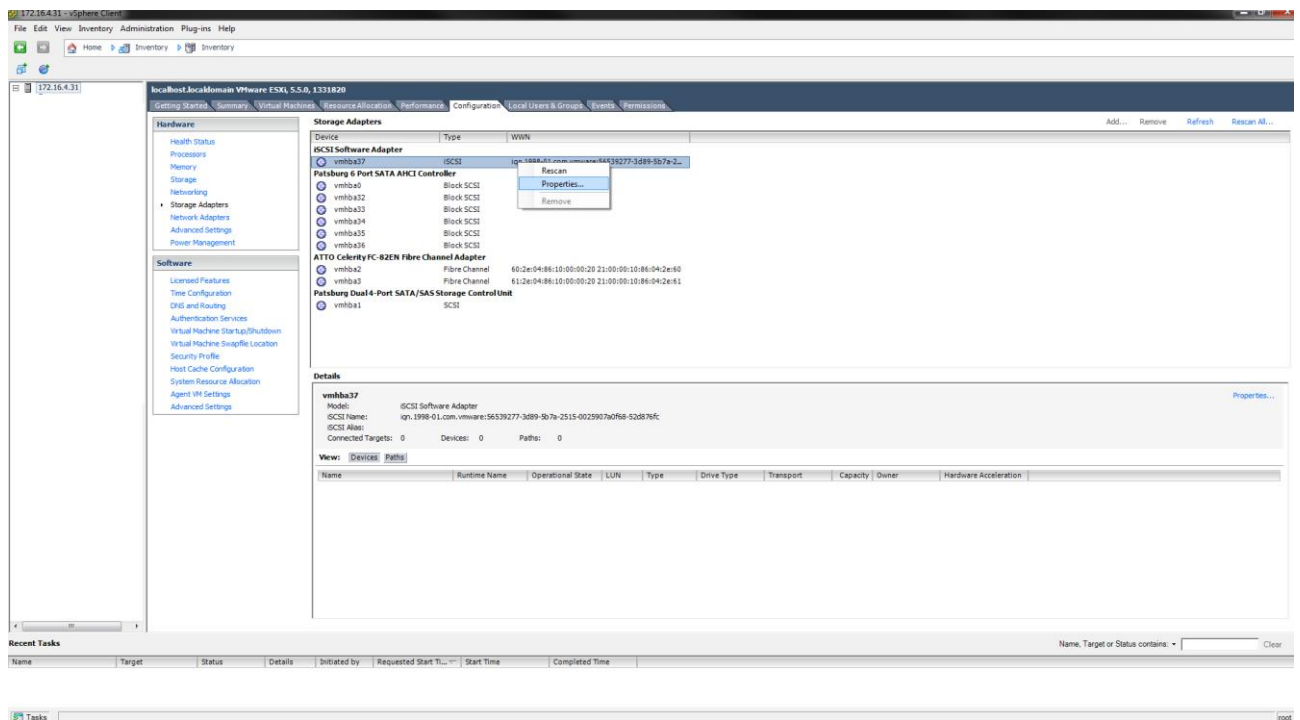 172.16.4.31 - vSphere Client
File Edit View Inventory Administration Plug-ins Help
Home Inventory Inventory
172.16.4.31
localhost.localdomain VMware ESXi, 5.5.0, 1331820
Getting Started Summary Virtual Machines Resource Allocation Performance Configuration Local Users & Groups Events Permissions
Hardware
Health Status
Processors
Memory
Storage
Networking
Storage Adapters
Network Adapters
Advanced Settings
Power Management
Software
Licensed Features
Time Configuration
DNS and Routing
Authentication Services
Virtual Machine Startup/Shutdown
Virtual Machine Swapfile Location
Security Profile
Host Cache Configuration
System Resource Allocation
Agent VM Settings
Advanced Settings
Storage Adapters Add... Remove Refresh Rescan All...
Device Type WWN
iSCSI Software Adapter
vmhba37 iSCSI iqn.1998-01.com.vmware:56539277-3d89-5b7a-2...
Rescan
Properties...
Remove
Patsburg 6 Port SATA AHCI Controller
vmhba0 Block SCSI
vmhba32 Block SCSI
vmhba33 Block SCSI
vmhba34 Block SCSI
vmhba35 Block SCSI
vmhba36 Block SCSI
ATTO Celerity FC-82EN Fibre Channel Adapter
vmhba2 Fibre Channel 60:2e:04:86:10:00:00:20 21:00:00:10:86:04:2e:60
vmhba3 Fibre Channel 61:2e:04:86:10:00:00:20 21:00:00:10:86:04:2e:61
Patsburg Dual 4-Port SATA/SAS Storage Control Unit
vmhba1 SCSI
Details
vmhba37 Properties...
Model: iSCSI Software Adapter
iSCSI Name: iqn.1998-01.com.vmware:56539277-3d89-5b7a-2515-0025907a0f68-52d876fc
iSCSI Alias:
Connected Targets: 0 Devices: 0 Paths: 0
View: Devices Paths
Name Runtime Name Operational State LUN Type Drive Type Transport Capacity Owner Hardware Acceleration
Recent Tasks Name, Target or Status contains: Clear
Name Target Status Details Initiated by Requested Start Ti... Start Time Completed Time
Tasks root